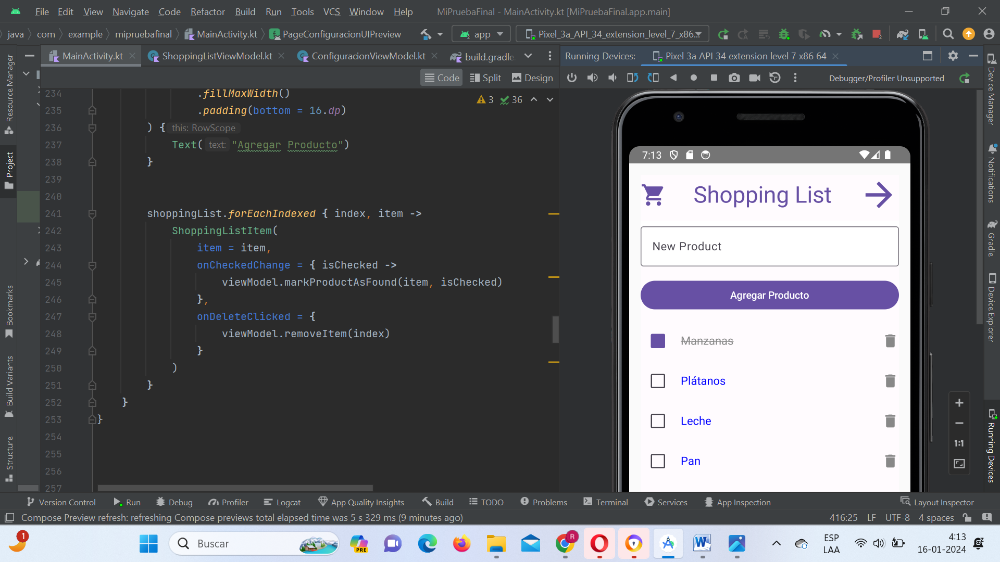 File Edit View Navigate Code Refactor Build Run Tools VCS Window Help MiPruebaFinal - MainActivity.kt [MiPruebaFinal.app.main]
java com example mipruebafinal MainActivity.kt PageConfiguracionUIPreview app Pixel_3a_API_34_extension_level_7_x86...
MainActivity.kt ShoppingListViewModel.kt ConfiguracionViewModel.kt build.gradle Running Devices: Pixel 3a API 34 extension level 7 x86 64
Code Split Design Debugger/Profiler Unsupported
3 36
234 .fillMaxWidth()
235 .padding(bottom = 16.dp)
236 ) { this: RowScope
237 Text( text: "Agregar Producto")
238 }
239
240
241 shoppingList.forEachIndexed { index, item ->
242 ShoppingListItem(
243 item = item,
244 onCheckedChange = { isChecked ->
245 viewModel.markProductAsFound(item, isChecked)
246 },
247 onDeleteClicked = {
248 viewModel.removeItem(index)
249 }
250 )
251 }
252 }
253 }
254
255
256
257
7:13
Shopping List
New Product
Agregar Producto
Manzanas
Plátanos
Leche
Pan
1:1
Resource Manager
Project
Bookmarks
Build Variants
Structure
Device Manager
Notifications
Gradle
Device Explorer
Running Devices
Version Control Run Debug Profiler Logcat App Quality Insights Build TODO Problems Terminal Services App Inspection Layout Inspector
Compose Preview refresh: refreshing Compose previews total elapsed time was 5 s 329 ms (9 minutes ago) 416:25 LF UTF-8 4 spaces
1 Buscar PRE R ESP LAA 4:13 16-01-2024